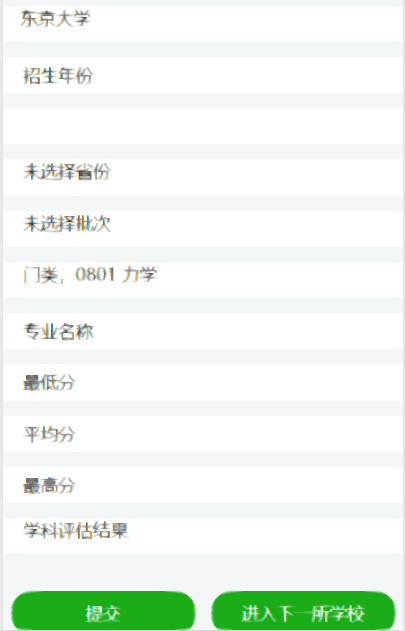 东京大学
招生年份
未选择省份
未选择批次
门类，0801 力学
专业名称
最低分
平均分
最高分
学科评估结果
提交
进入下一所学校